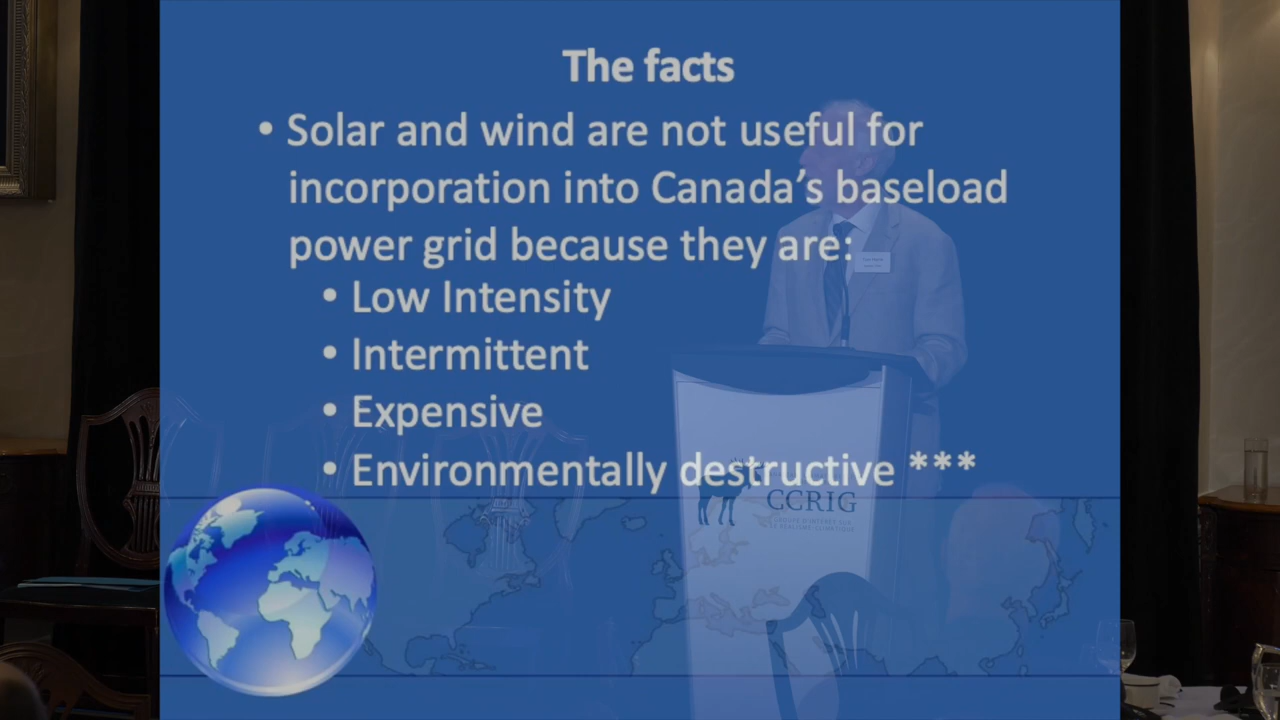 The facts
• Solar and wind are not useful for
incorporation into Canada’s baseload
power grid because they are:
• Low Intensity
• Intermittent
• Expensive
• Environmentally destructive ***
CCRIG